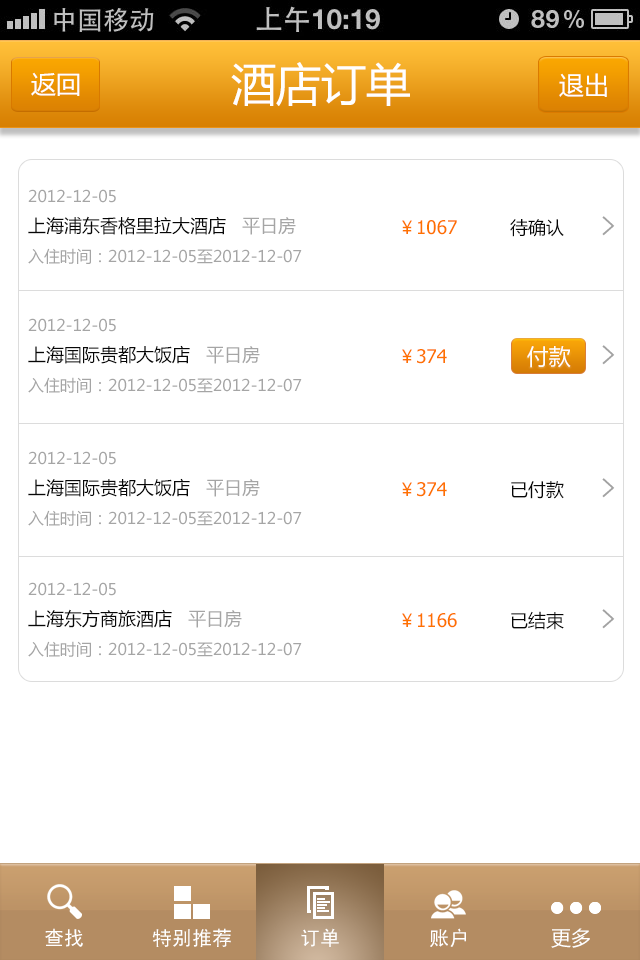 中国移动 上午10:19 89%
返回 酒店订单 退出
2012-12-05
上海浦东香格里拉大酒店 平日房 ￥1067 待确认
入住时间：2012-12-05至2012-12-07
2012-12-05
上海国际贵都大饭店 平日房 ￥374 付款
入住时间：2012-12-05至2012-12-07
2012-12-05
上海国际贵都大饭店 平日房 ￥374 已付款
入住时间：2012-12-05至2012-12-07
2012-12-05
上海东方商旅酒店 平日房 ￥1166 已结束
入住时间：2012-12-05至2012-12-07
查找 特别推荐 订单 账户 更多